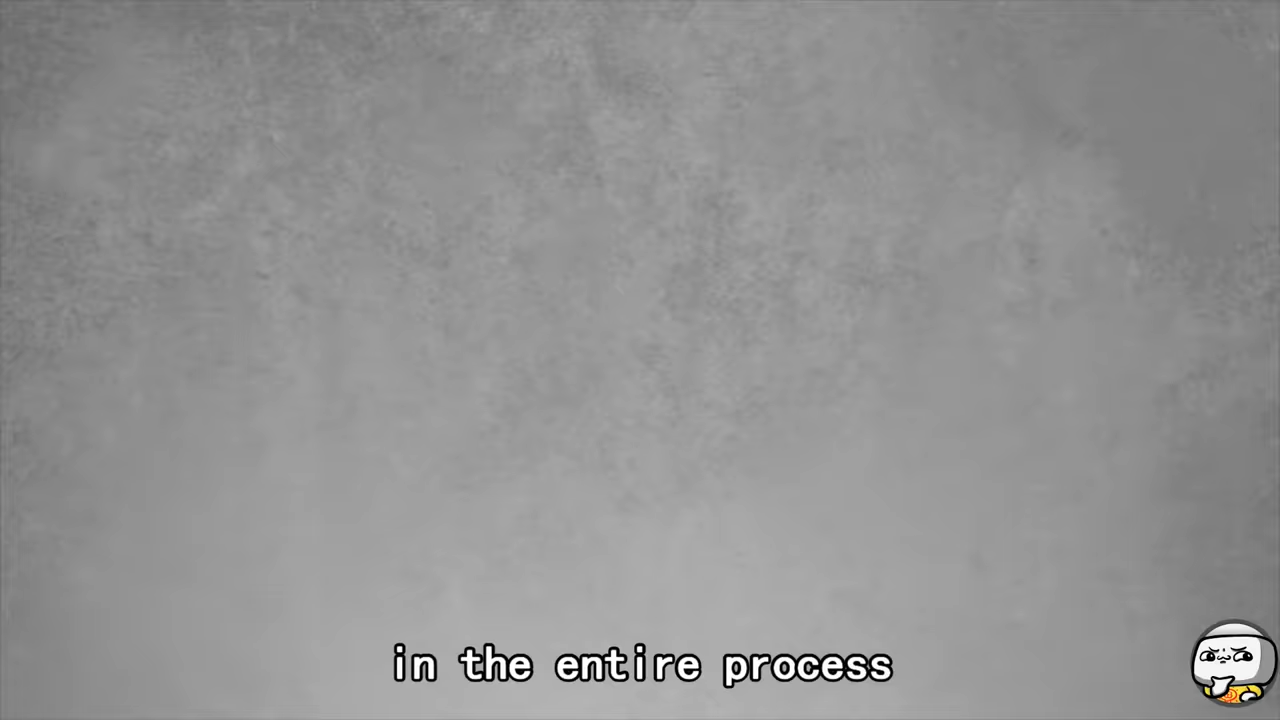 in the entire process